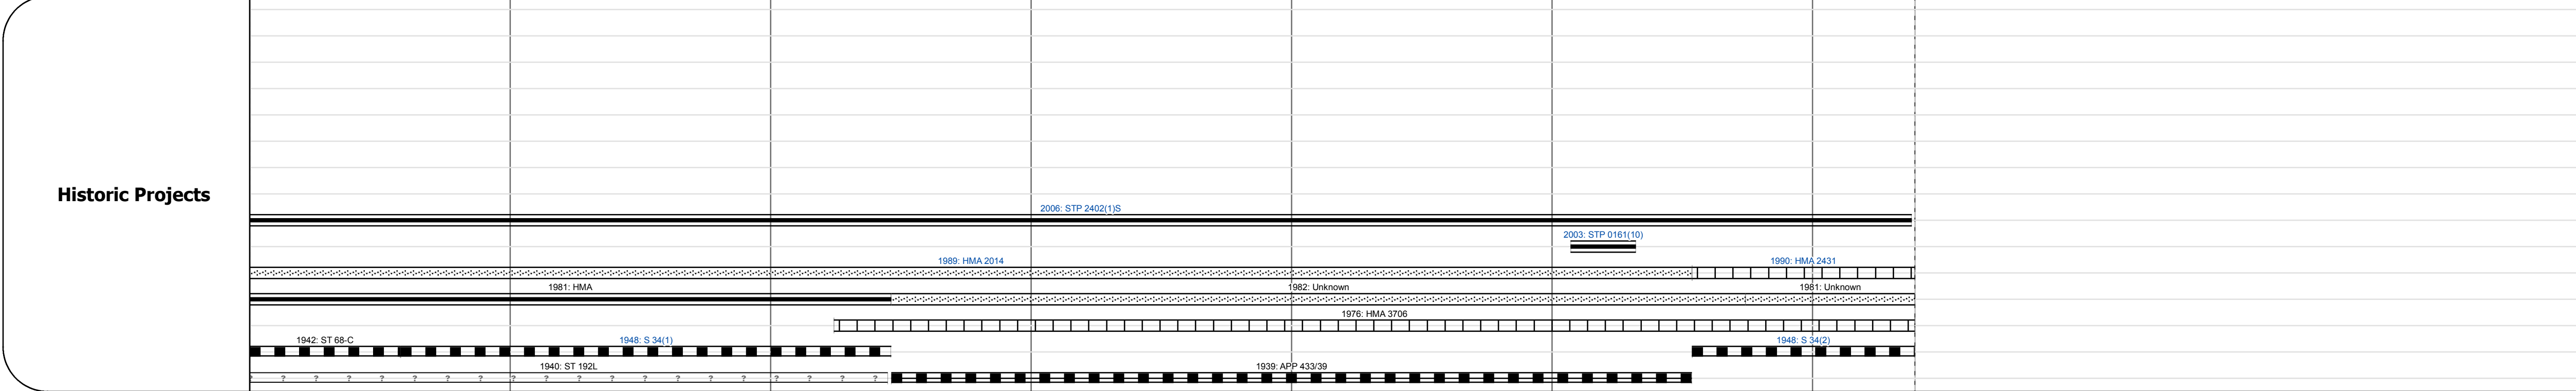 Historic Projects
2006: STP 2402(1)S
2003: STP 0161(10)
1989: HMA 2014
1990: HMA 2431
1981: HMA
1982: Unknown
1981: Unknown
1976: HMA 3706
1942: ST 68-C
1948: S 34(1)
1948: S 34(2)
1940: ST 192L
1939: APP 433/39
? ? ? ? ? ? ? ? ? ? ? ? ? ? ? ? ? ? ? ?